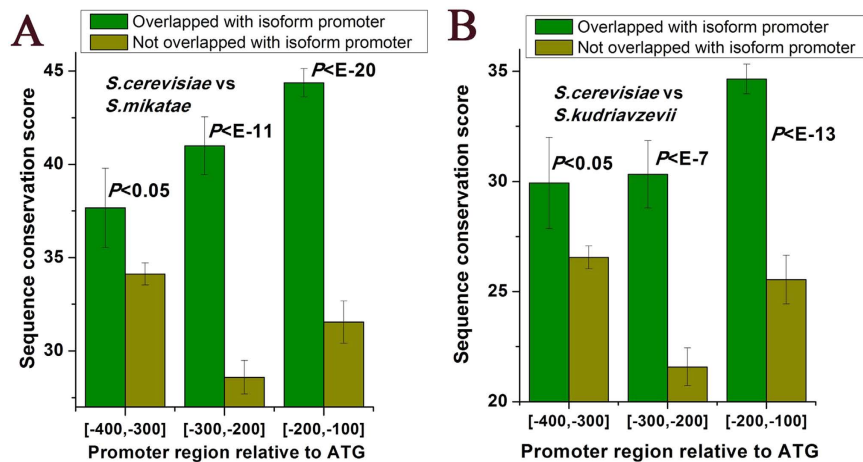 A
Overlapped with isoform promoter
Not overlapped with isoform promoter
Sequence conservation score
45
40
35
30
S.cerevisiae vs
S.mikatae
P<0.05
P<E-11
P<E-20
[-400,-300]
[-300,-200]
[-200,-100]
Promoter region relative to ATG
B
Overlapped with isoform promoter
Not overlapped with isoform promoter
Sequence conservation score
35
30
25
20
S.cerevisiae vs
S.kudriavzevii
P<0.05
P<E-7
P<E-13
[-400,-300]
[-300,-200]
[-200,-100]
Promoter region relative to ATG